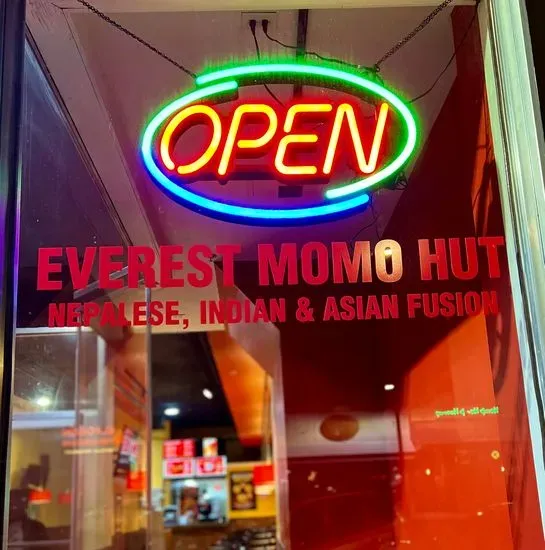 OPEN
EVEREST MOMO HUT
NEPALESE, INDIAN & ASIAN FUSION